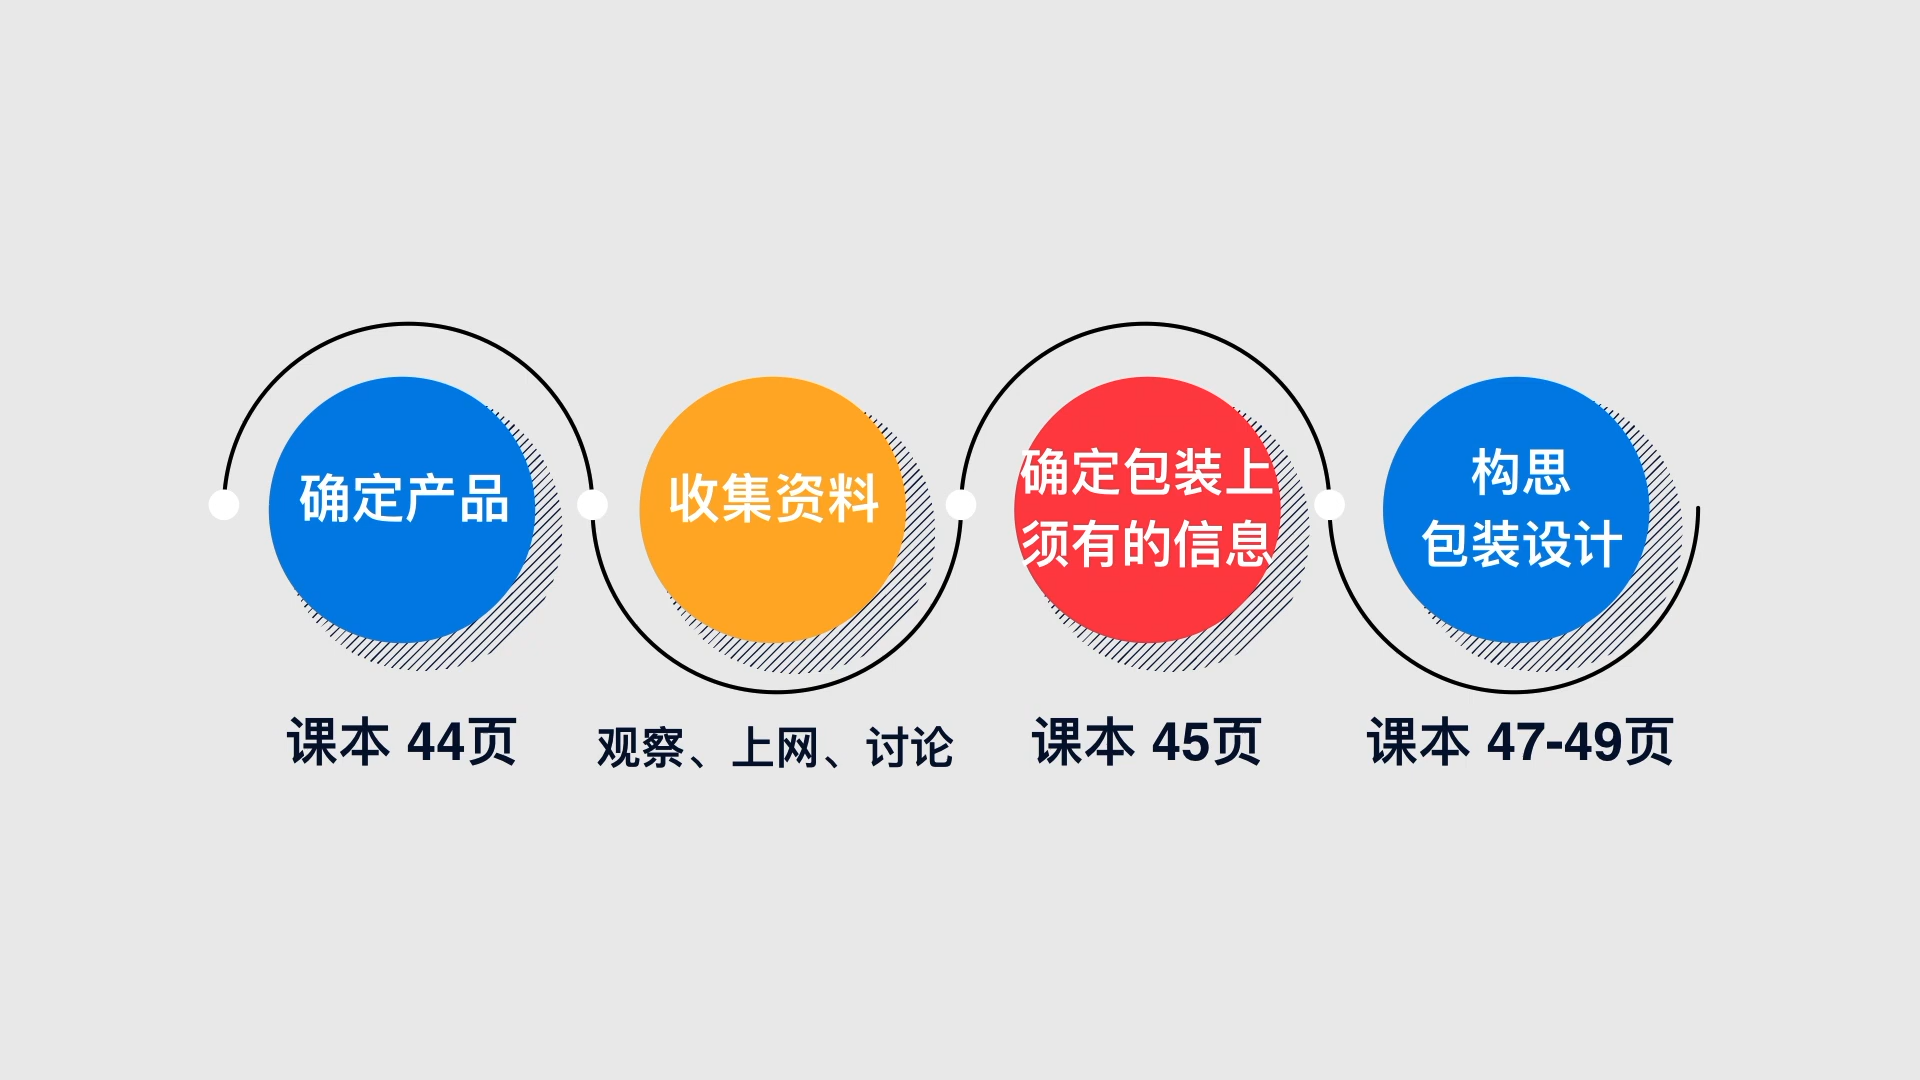 确定产品
收集资料
确定包装上
须有的信息
构思
包装设计
课本 44页
观察、上网、讨论
课本 45页
课本 47-49页